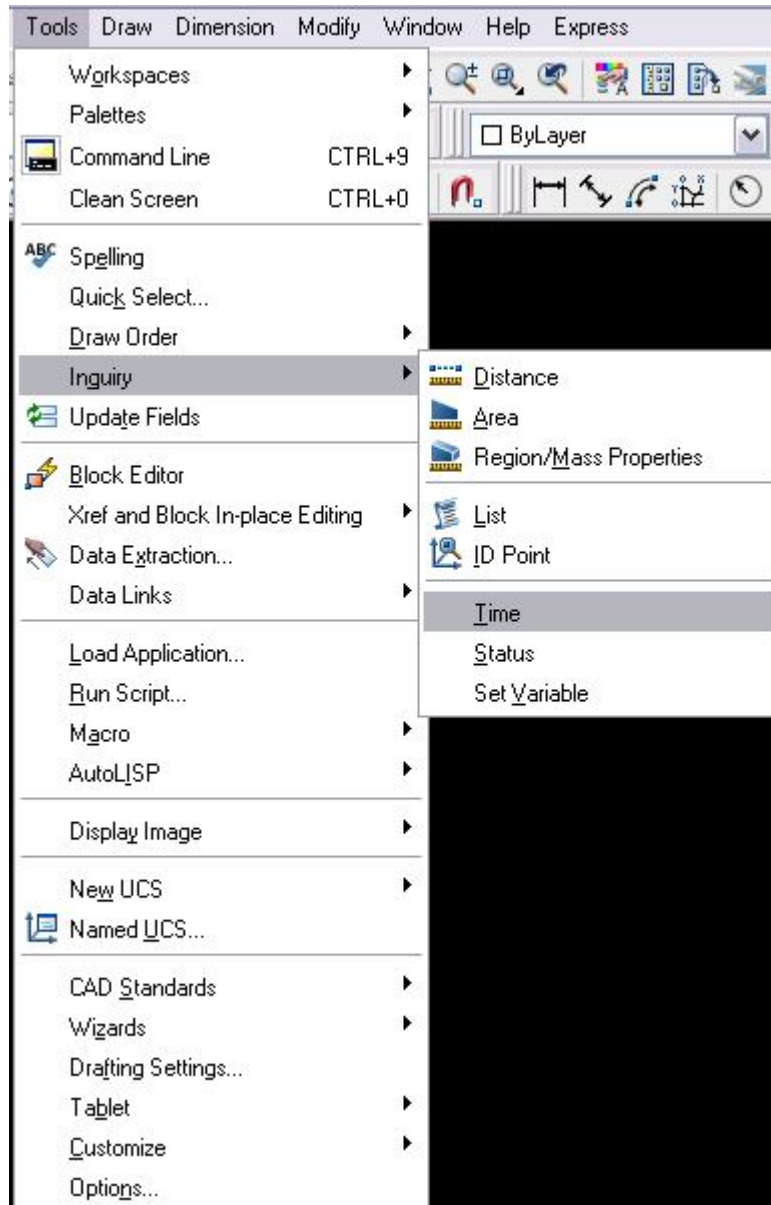 Tools Draw Dimension Modify Window Help Express
Workspaces
Palettes
ByLayer
Command Line CTRL+9
Clean Screen CTRL+0
ABC Spelling
Quick Select...
Draw Order
Inquiry
Distance
Update Fields
Area
Region/Mass Properties
Block Editor
Xref and Block In-place Editing
List
Data Extraction...
ID Point
Data Links
Time
Load Application...
Status
Run Script...
Set Variable
Macro
AutoLISP
Display Image
New UCS
Named UCS...
CAD Standards
Wizards
Drafting Settings...
Tablet
Customize
Options...